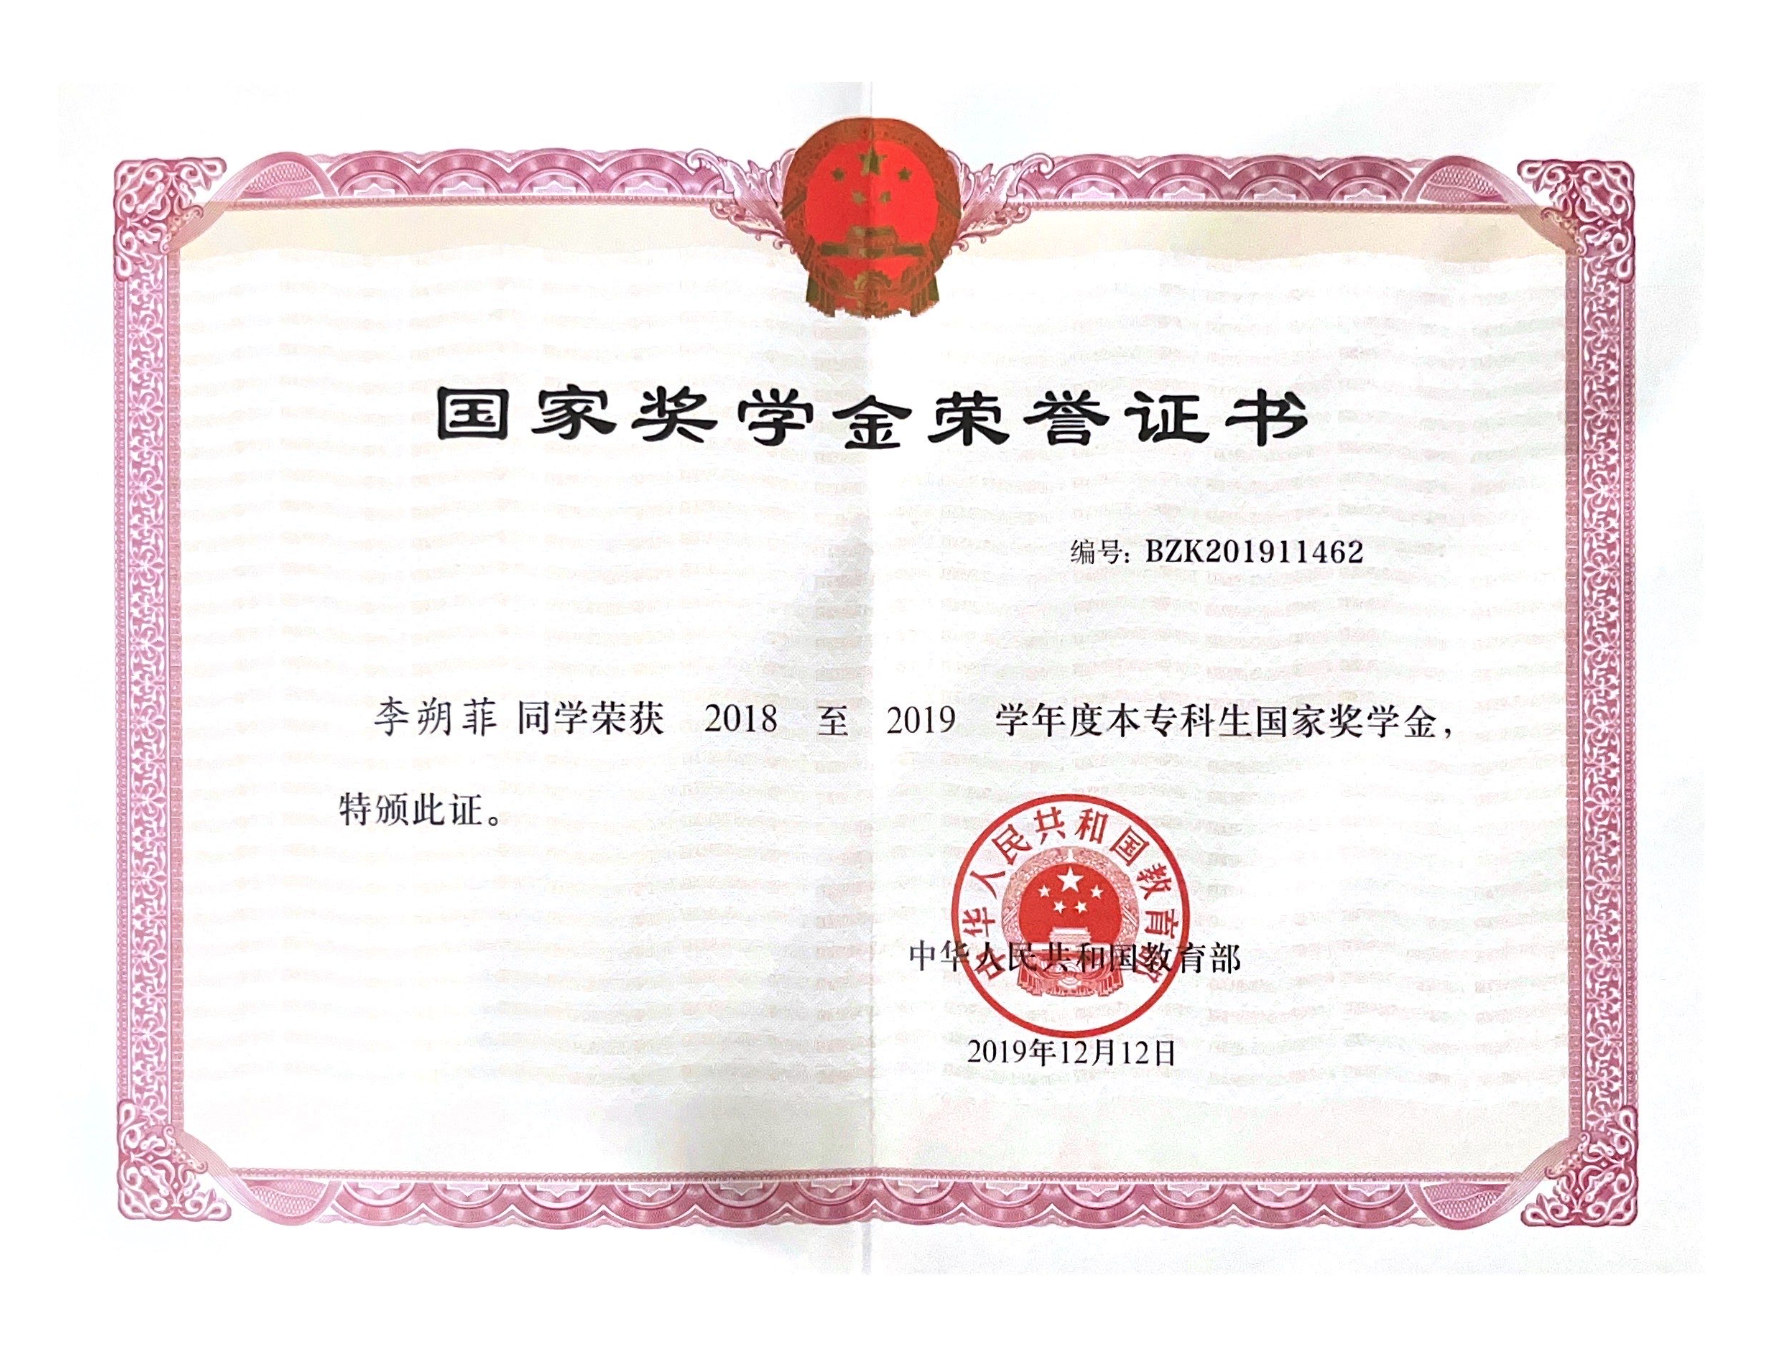 国家奖学金荣誉证书
编号：BZK201911462
李朔菲 同学荣获 2018 至 2019 学年度本专科生国家奖学金，
特颁此证。
中华人民共和国教育部
中华人民共和国教育部
2019年12月12日